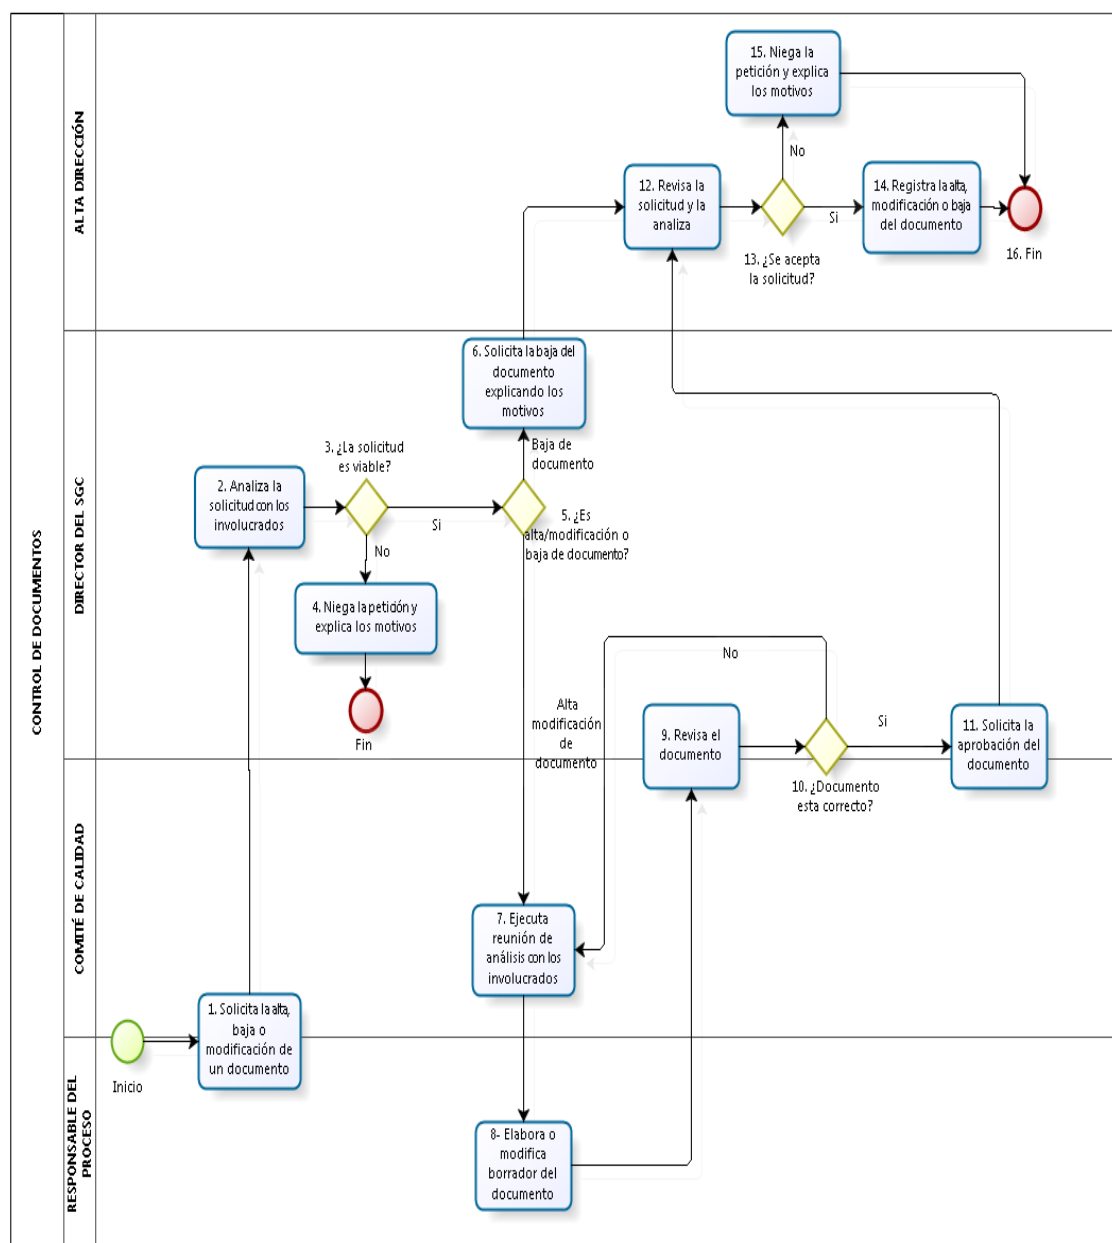 CONTROL DE DOCUMENTOS
ALTA DIRECCIÓN
15. Niega la
petición y explica
los motivos
No
12. Revisa la
solicitud y la
analiza
13. ¿Se acepta
la solicitud?
Si
14. Registra la alta,
modificación o baja
del documento
16. Fin
DIRECTOR DEL SGC
6. Solicita la baja del
documento
explicando los
motivos
Baja de
documento
3. ¿La solicitud
es viable?
2. Analiza la
solicitud con los
involucrados
Si
5. ¿Es
alta/modificación o
baja de documento?
No
4. Niega la petición y
explica los motivos
Fin
Alta
modificación
de
documento
No
9. Revisa el
documento
Si
10. ¿Documento
esta correcto?
11. Solicita la
aprobación del
documento
COMITÉ DE CALIDAD
7. Ejecuta
reunión de
análisis con los
involucrados
1. Solicita la alta,
baja o
modificación de
un documento
Inicio
RESPONSABLE DEL
PROCESO
8- Elabora o
modifica
borrador del
documento